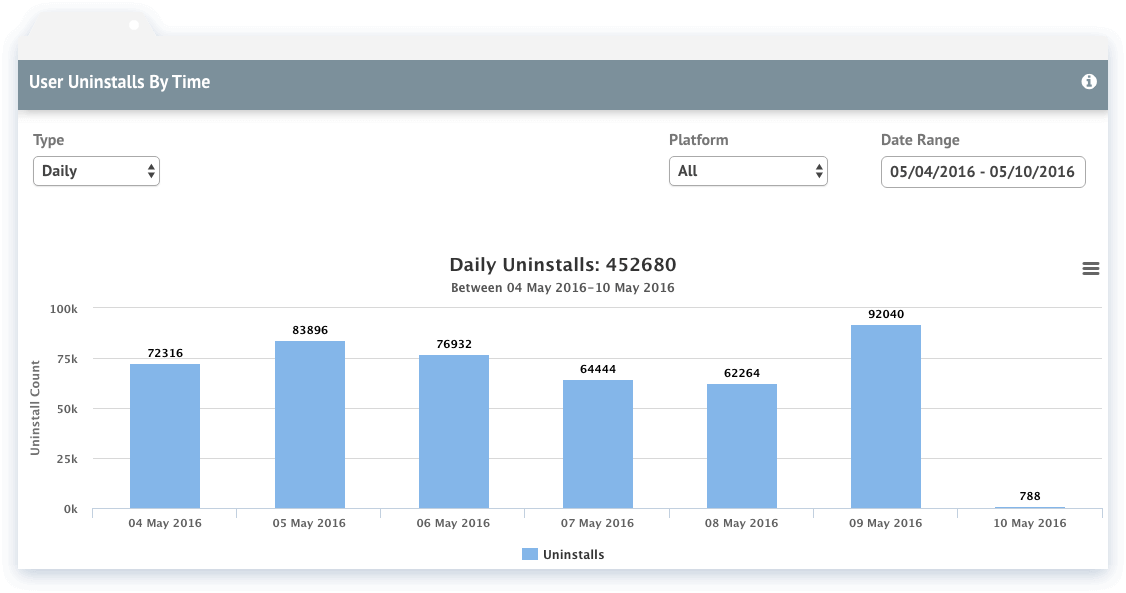 User Uninstalls By Time
Type
Platform
Date Range
Daily
All
05/04/2016 - 05/10/2016
Daily Uninstalls: 452680
Between 04 May 2016-10 May 2016
Uninstall Count
100k
75k
50k
25k
0k
72316
83896
76932
64444
62264
92040
788
04 May 2016
05 May 2016
06 May 2016
07 May 2016
08 May 2016
09 May 2016
10 May 2016
Uninstalls